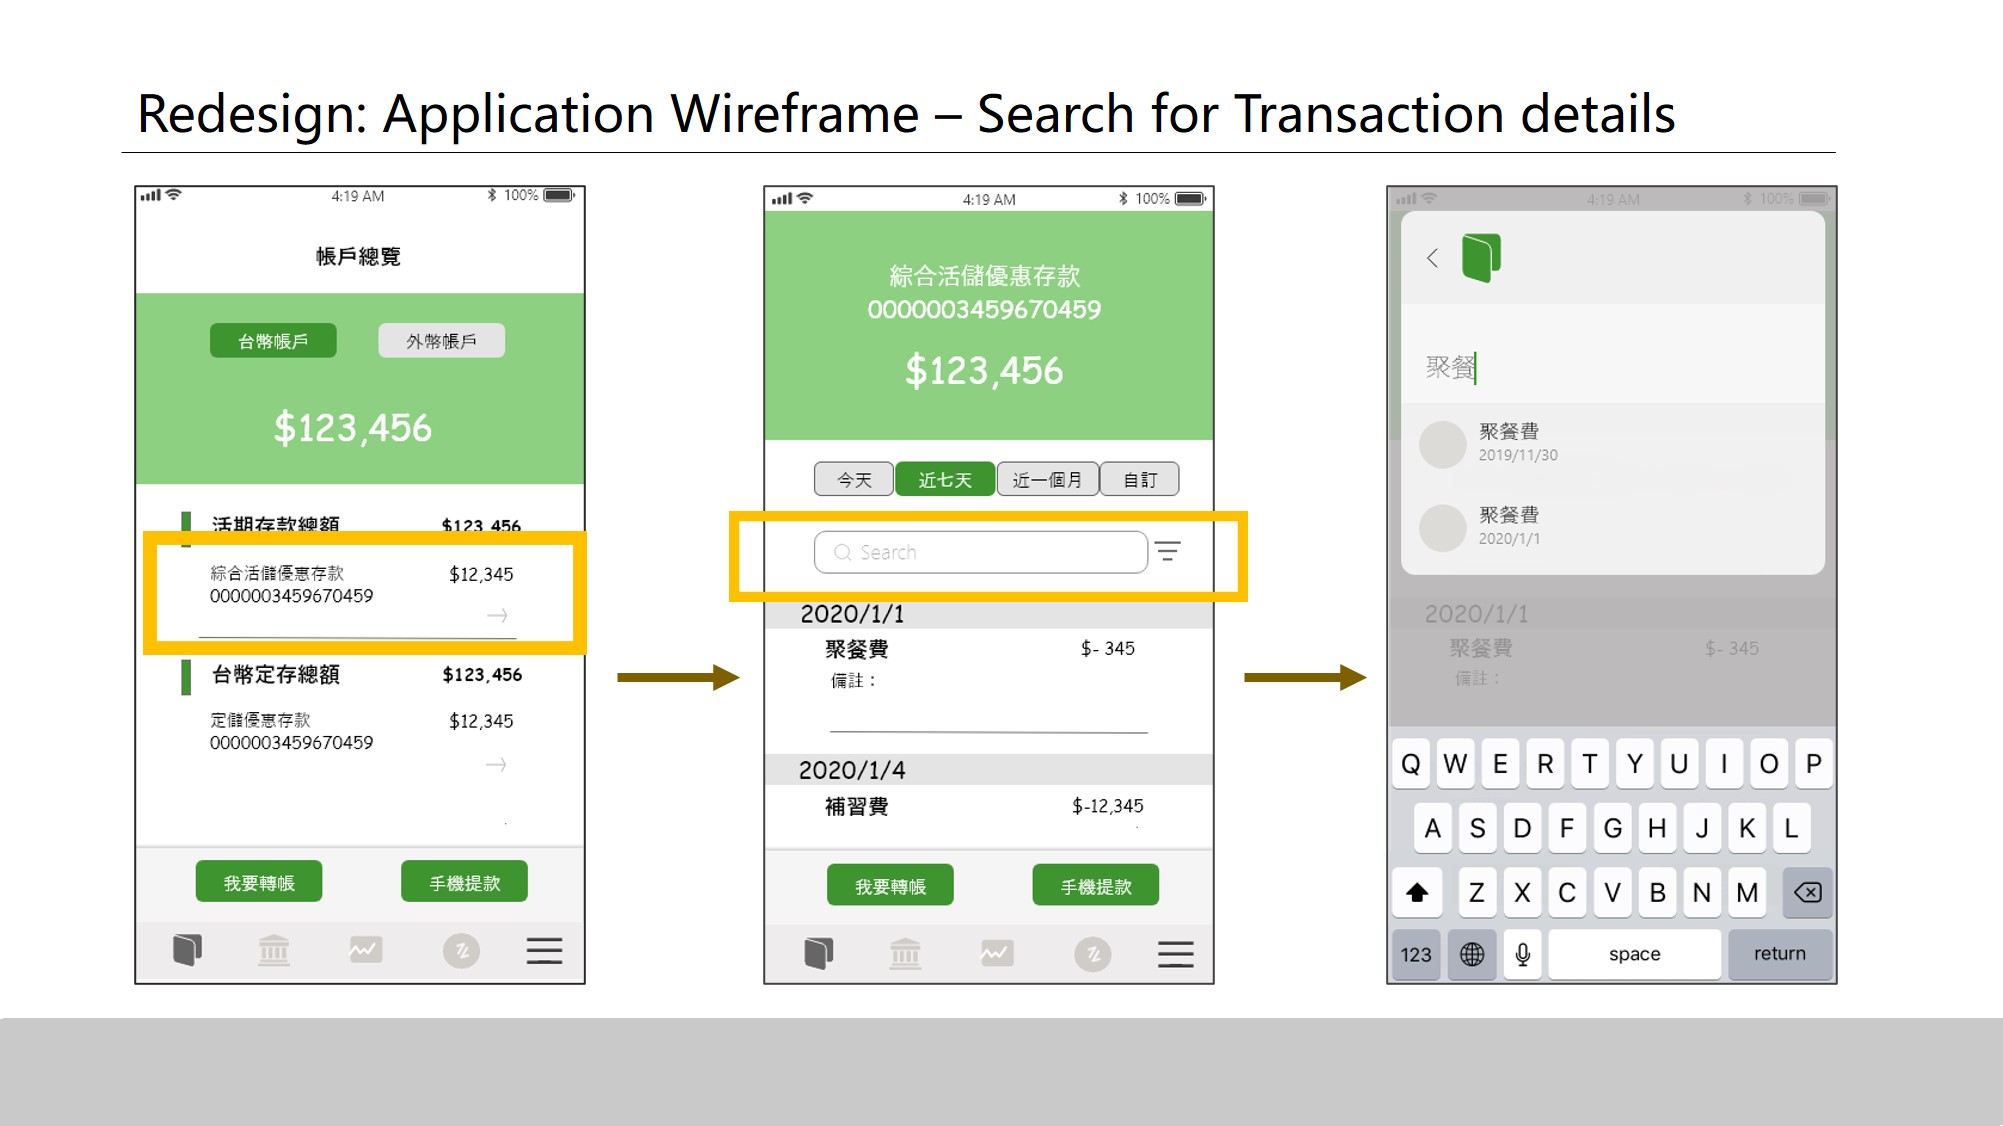 Redesign: Application Wireframe – Search for Transaction details
4:19 AM
100%
帳戶總覽
台幣帳戶
外幣帳戶
$123,456
活期存款總額 $123,456
綜合活儲優惠存款 $12,345
0000003459670459
台幣定存總額 $123,456
定儲優惠存款 $12,345
0000003459670459
我要轉帳
手機提款
4:19 AM
100%
綜合活儲優惠存款
0000003459670459
$123,456
今天
近七天
近一個月
自訂
Search
2020/1/1
聚餐費 $- 345
備註：
2020/1/4
補習費 $-12,345
我要轉帳
手機提款
4:19 AM
100%
聚餐
聚餐費
2019/11/30
聚餐費
2020/1/1
2020/1/1
聚餐費 $- 345
備註：
Q W E R T Y U I O P
A S D F G H J K L
Z X C V B N M
123 space return